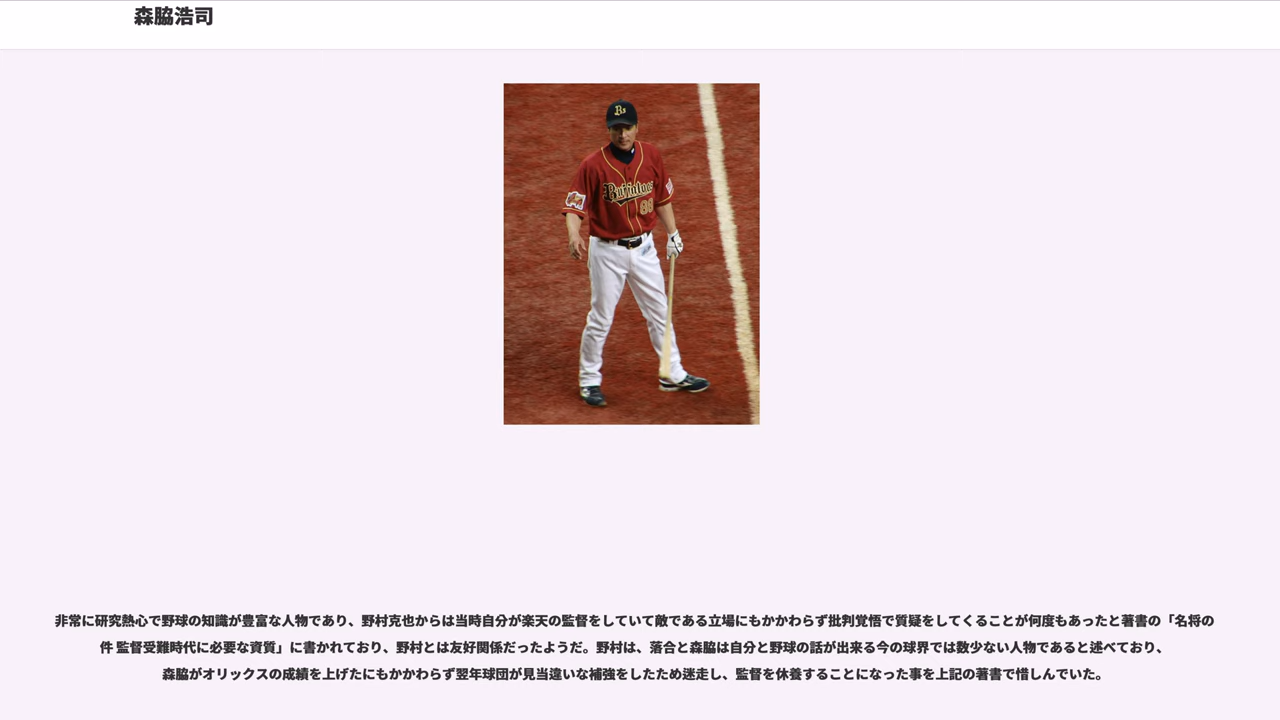 森脇浩司
Bs
Buffaloes
88
非常に研究熱心で野球の知識が豊富な人物であり、野村克也からは当時自分が楽天の監督をしていて敵である立場にもかかわらず批判覚悟で質疑をしてくることが何度もあったと著書の「名将の
件 監督受難時代に必要な資質」に書かれており、野村とは友好関係だったようだ。野村は、落合と森脇は自分と野球の話が出来る今の球界では数少ない人物であると述べており、
森脇がオリックスの成績を上げたにもかかわらず翌年球団が見当違いな補強をしたため迷走し、監督を休養することになった事を上記の著書で惜しんでいた。